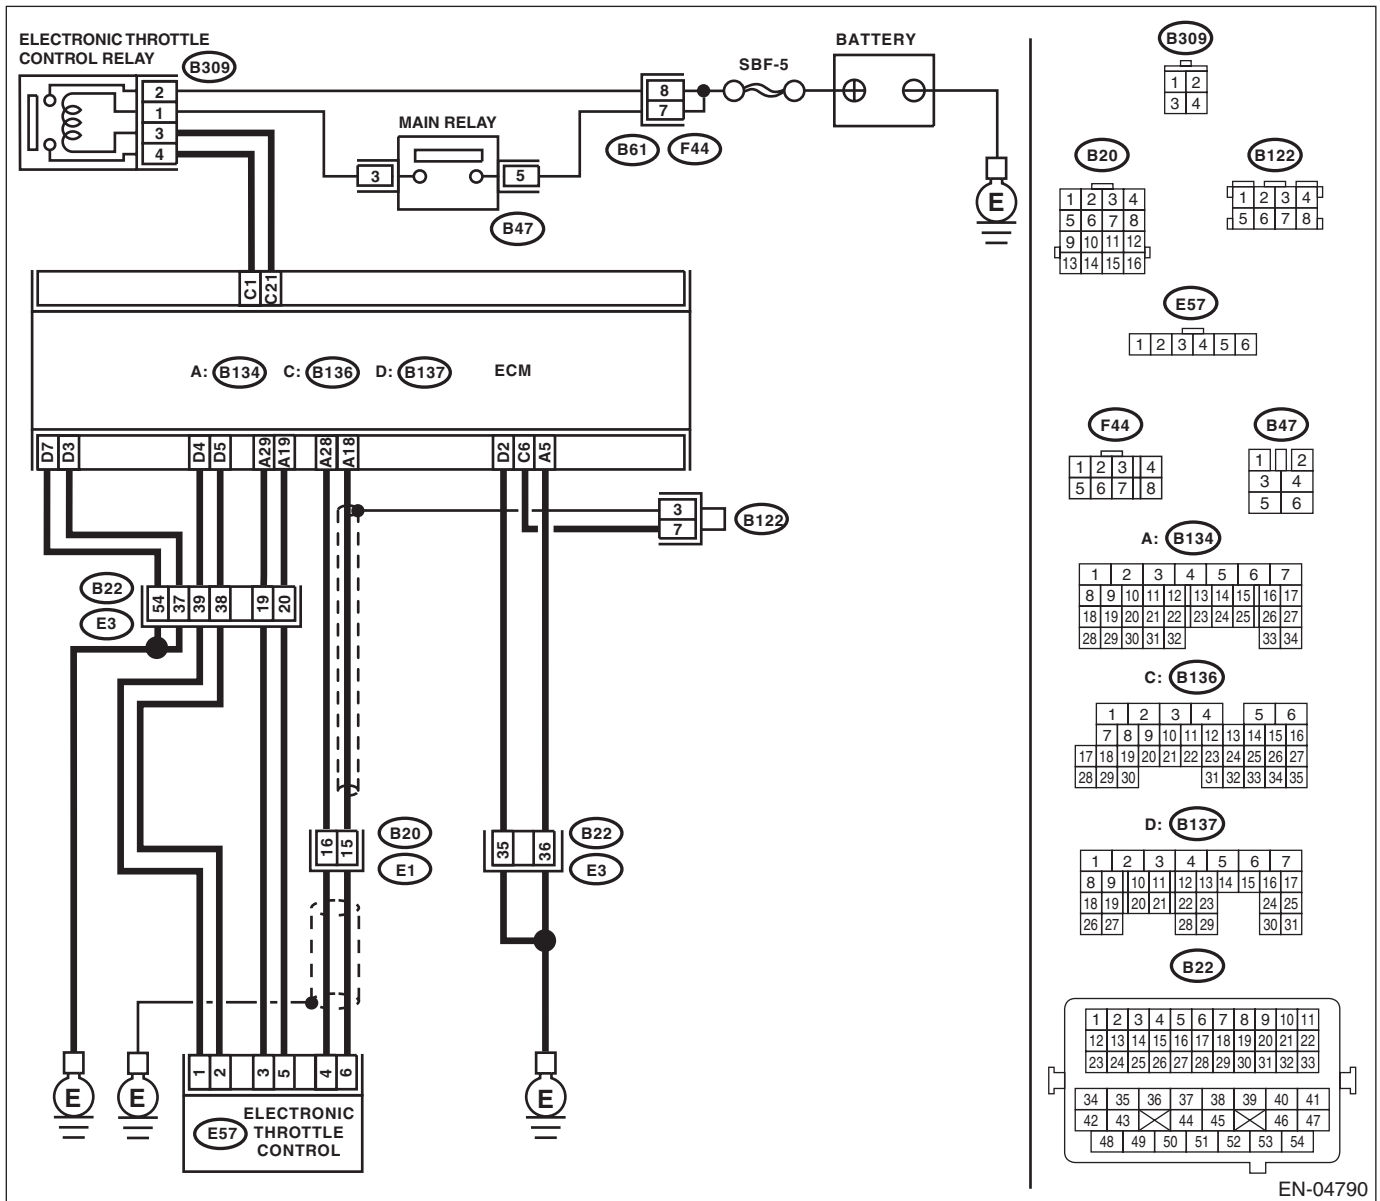 ELECTRONIC THROTTLE
CONTROL RELAY
B309
2
1
3
4
MAIN RELAY
3
5
B47
8
7
B61
F44
SBF-5
BATTERY
E
C1
C21
A: B134 C: B136 D: B137 ECM
D7
D3
D4
D5
A29
A19
A28
A18
D2
C6
A5
3
7
B122
B22
E3
54
37
39
38
19
20
16
15
B20
E1
35
36
B22
E3
E
E
E
1
2
3
5
4
6
E57
ELECTRONIC
THROTTLE
CONTROL
B309
1 2
3 4
B20
1 2 3 4
5 6 7 8
9 10 11 12
13 14 15 16
B122
1 2 3 4
5 6 7 8
E57
1 2 3 4 5 6
F44
1 2 3 4
5 6 7 8
B47
1 2
3 4
5 6
A: B134
1 2 3 4 5 6 7
8 9 10 11 12 13 14 15 16 17
18 19 20 21 22 23 24 25 26 27
28 29 30 31 32 33 34
C: B136
1 2 3 4 5 6
7 8 9 10 11 12 13 14 15 16
17 18 19 20 21 22 23 24 25 26 27
28 29 30 31 32 33 34 35
D: B137
1 2 3 4 5 6 7
8 9 10 11 12 13 14 15 16 17
18 19 20 21 22 23 24 25
26 27 28 29 30 31
B22
1 2 3 4 5 6 7 8 9 10 11
12 13 14 15 16 17 18 19 20 21 22
23 24 25 26 27 28 29 30 31 32 33
34 35 36 37 38 39 40 41
42 43 44 45 46 47
48 49 50 51 52 53 54
EN-04790